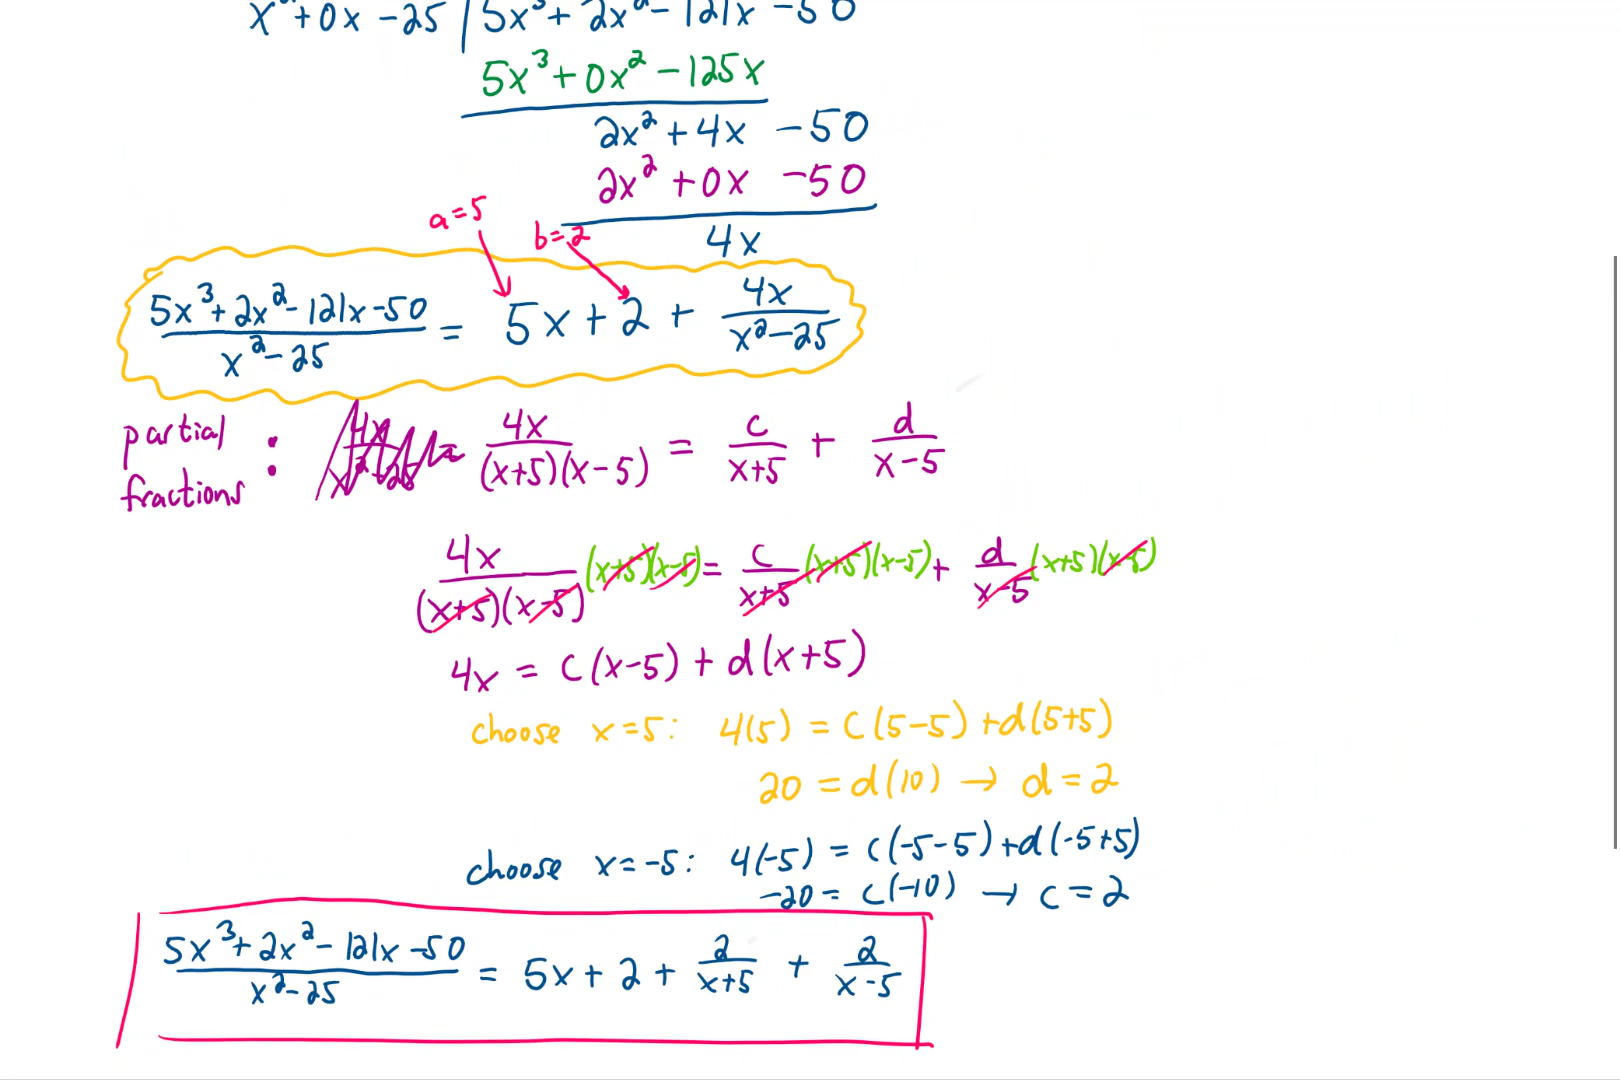 x²+0x -25 | 5x³+ 2x²- 121x -50
5x³+0x² -125x
2x² +4x -50
2x² +0x -50
a=5
b=2
4x
5x³+2x²-121x-50 / x²-25 = 5x+2+ 4x / x²-25
partial fractions : 4x / (x+5)(x-5) = c / x+5 + d / x-5
4x / (x+5)(x-5) (x+5)(x-5) = c / x+5 (x+5)(x-5)+ d / x-5 (x+5)(x-5)
4x = c(x-5) + d(x+5)
choose x=5: 4(5) = c(5-5) +d(5+5)
20 = d(10) → d=2
choose x=-5: 4(-5) = c(-5-5)+d(-5+5)
-20= c(-10) → c=2
5x³+2x²-121x-50 / x²-25 = 5x+2+ 2 / x+5 + 2 / x-5